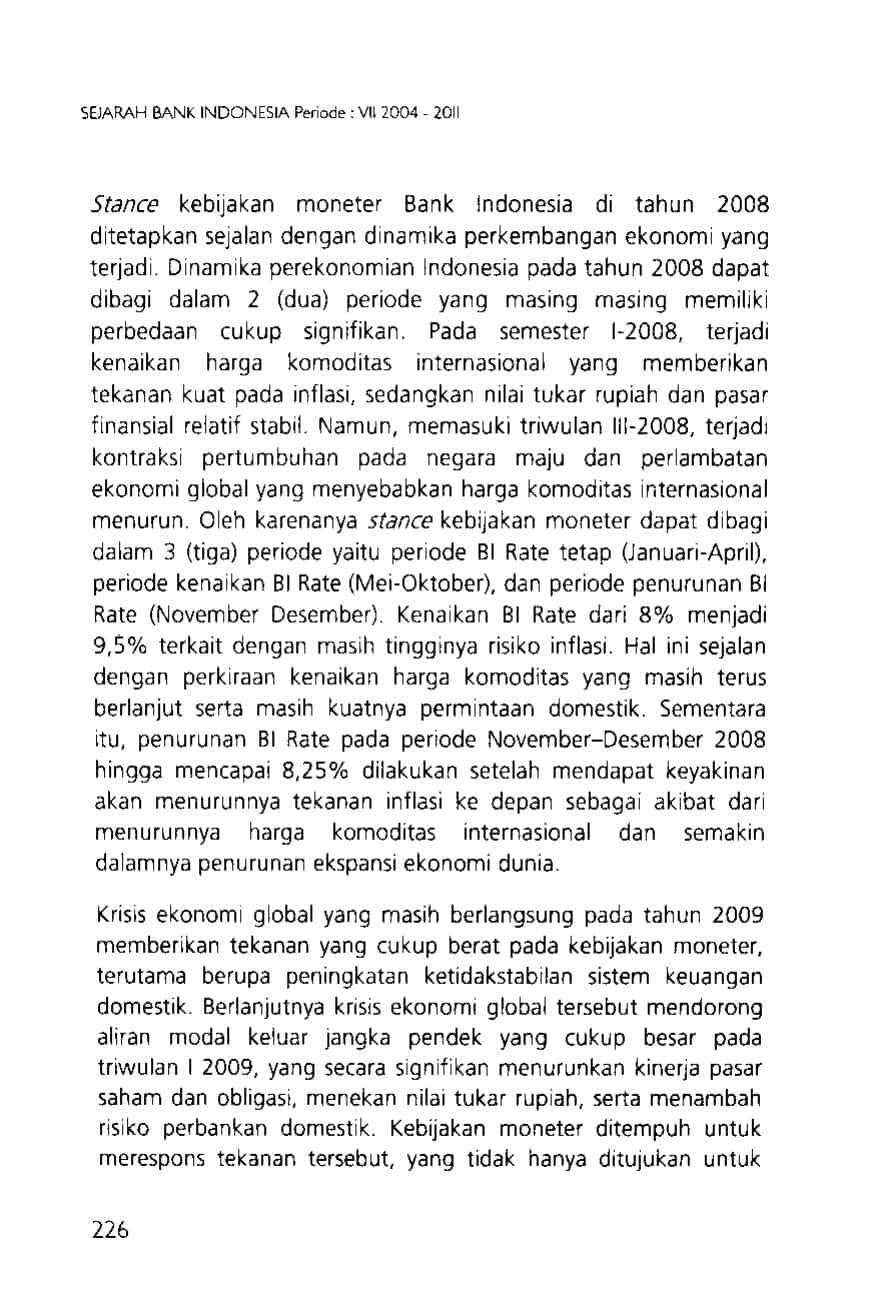 SEJARAH BANK INDONESIA Periode : VII 2004 - 2011
Stance kebijakan moneter Bank Indonesia di tahun 2008
ditetapkan sejalan dengan dinamika perkembangan ekonomi yang
terjadi. Dinamika perekonomian Indonesia pada tahun 2008 dapat
dibagi dalam 2 (dua) periode yang masing masing memiliki
perbedaan cukup signifikan. Pada semester I-2008, terjadi
kenaikan harga komoditas internasional yang memberikan
tekanan kuat pada inflasi, sedangkan nilai tukar rupiah dan pasar
finansial relatif stabil. Namun, memasuki triwulan III-2008, terjadi
kontraksi pertumbuhan pada negara maju dan perlambatan
ekonomi global yang menyebabkan harga komoditas internasional
menurun. Oleh karenanya stance kebijakan moneter dapat dibagi
dalam 3 (tiga) periode yaitu periode BI Rate tetap (Januari-April),
periode kenaikan BI Rate (Mei-Oktober), dan periode penurunan BI
Rate (November Desember). Kenaikan BI Rate dari 8% menjadi
9,5% terkait dengan masih tingginya risiko inflasi. Hal ini sejalan
dengan perkiraan kenaikan harga komoditas yang masih terus
berlanjut serta masih kuatnya permintaan domestik. Sementara
itu, penurunan BI Rate pada periode November–Desember 2008
hingga mencapai 8,25% dilakukan setelah mendapat keyakinan
akan menurunnya tekanan inflasi ke depan sebagai akibat dari
menurunnya harga komoditas internasional dan semakin
dalamnya penurunan ekspansi ekonomi dunia.
Krisis ekonomi global yang masih berlangsung pada tahun 2009
memberikan tekanan yang cukup berat pada kebijakan moneter,
terutama berupa peningkatan ketidakstabilan sistem keuangan
domestik. Berlanjutnya krisis ekonomi global tersebut mendorong
aliran modal keluar jangka pendek yang cukup besar pada
triwulan I 2009, yang secara signifikan menurunkan kinerja pasar
saham dan obligasi, menekan nilai tukar rupiah, serta menambah
risiko perbankan domestik. Kebijakan moneter ditempuh untuk
merespons tekanan tersebut, yang tidak hanya ditujukan untuk
226